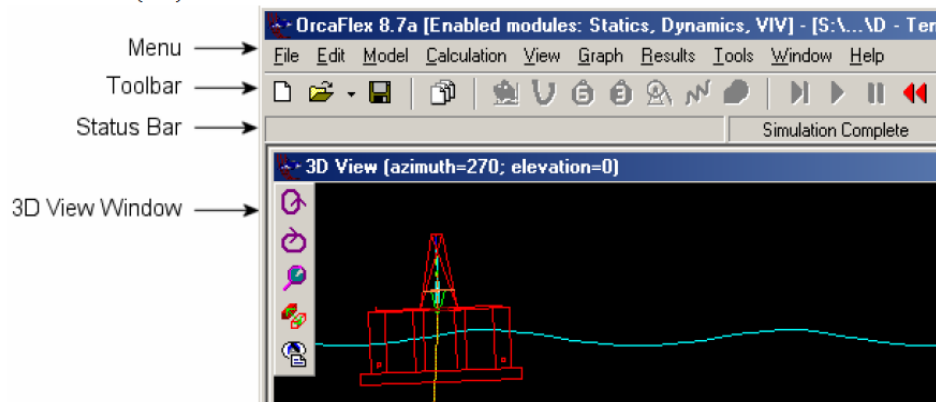 OrcaFlex 8.7a [Enabled modules: Statics, Dynamics, VIV] - [S:\...\D - Ter
Menu
File Edit Model Calculation View Graph Results Tools Window Help
Toolbar
Status Bar
Simulation Complete
3D View (azimuth=270; elevation=0)
3D View Window